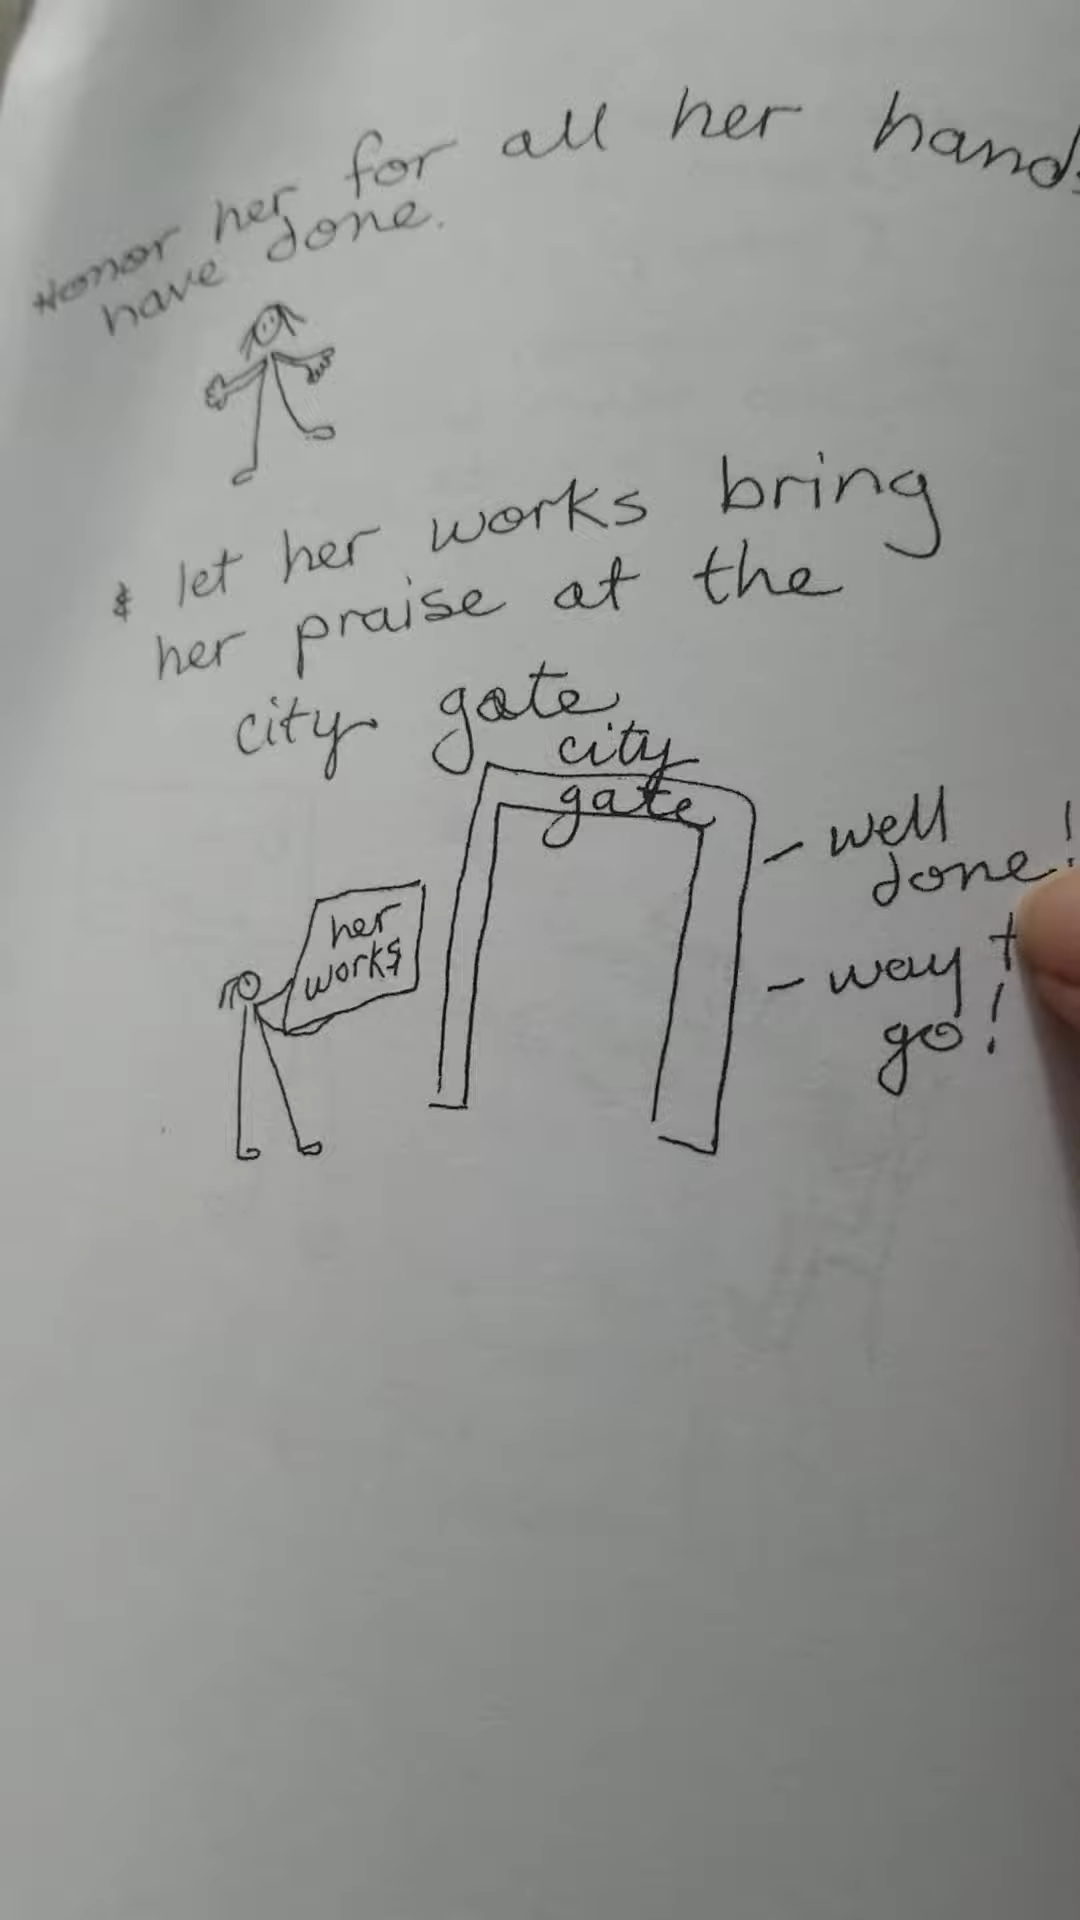 Honor her for all her hands
have done.
& let her works bring
her praise at the
city gate
city
gate
her
works
- well
done!
- way t
go!